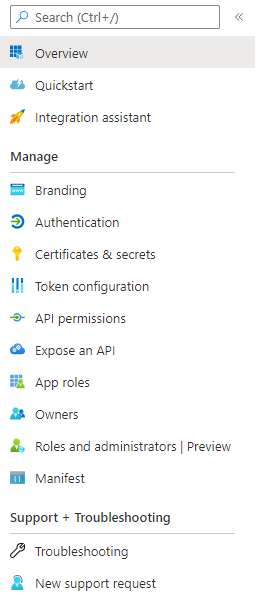 Search (Ctrl+/)
Overview
Quickstart
Integration assistant
Manage
Branding
Authentication
Certificates & secrets
Token configuration
API permissions
Expose an API
App roles
Owners
Roles and administrators | Preview
Manifest
Support + Troubleshooting
Troubleshooting
New support request